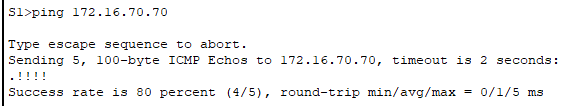 S1>ping 172.16.70.70
Type escape sequence to abort.
Sending 5, 100-byte ICMP Echos to 172.16.70.70, timeout is 2 seconds:
.!!!!
Success rate is 80 percent (4/5), round-trip min/avg/max = 0/1/5 ms